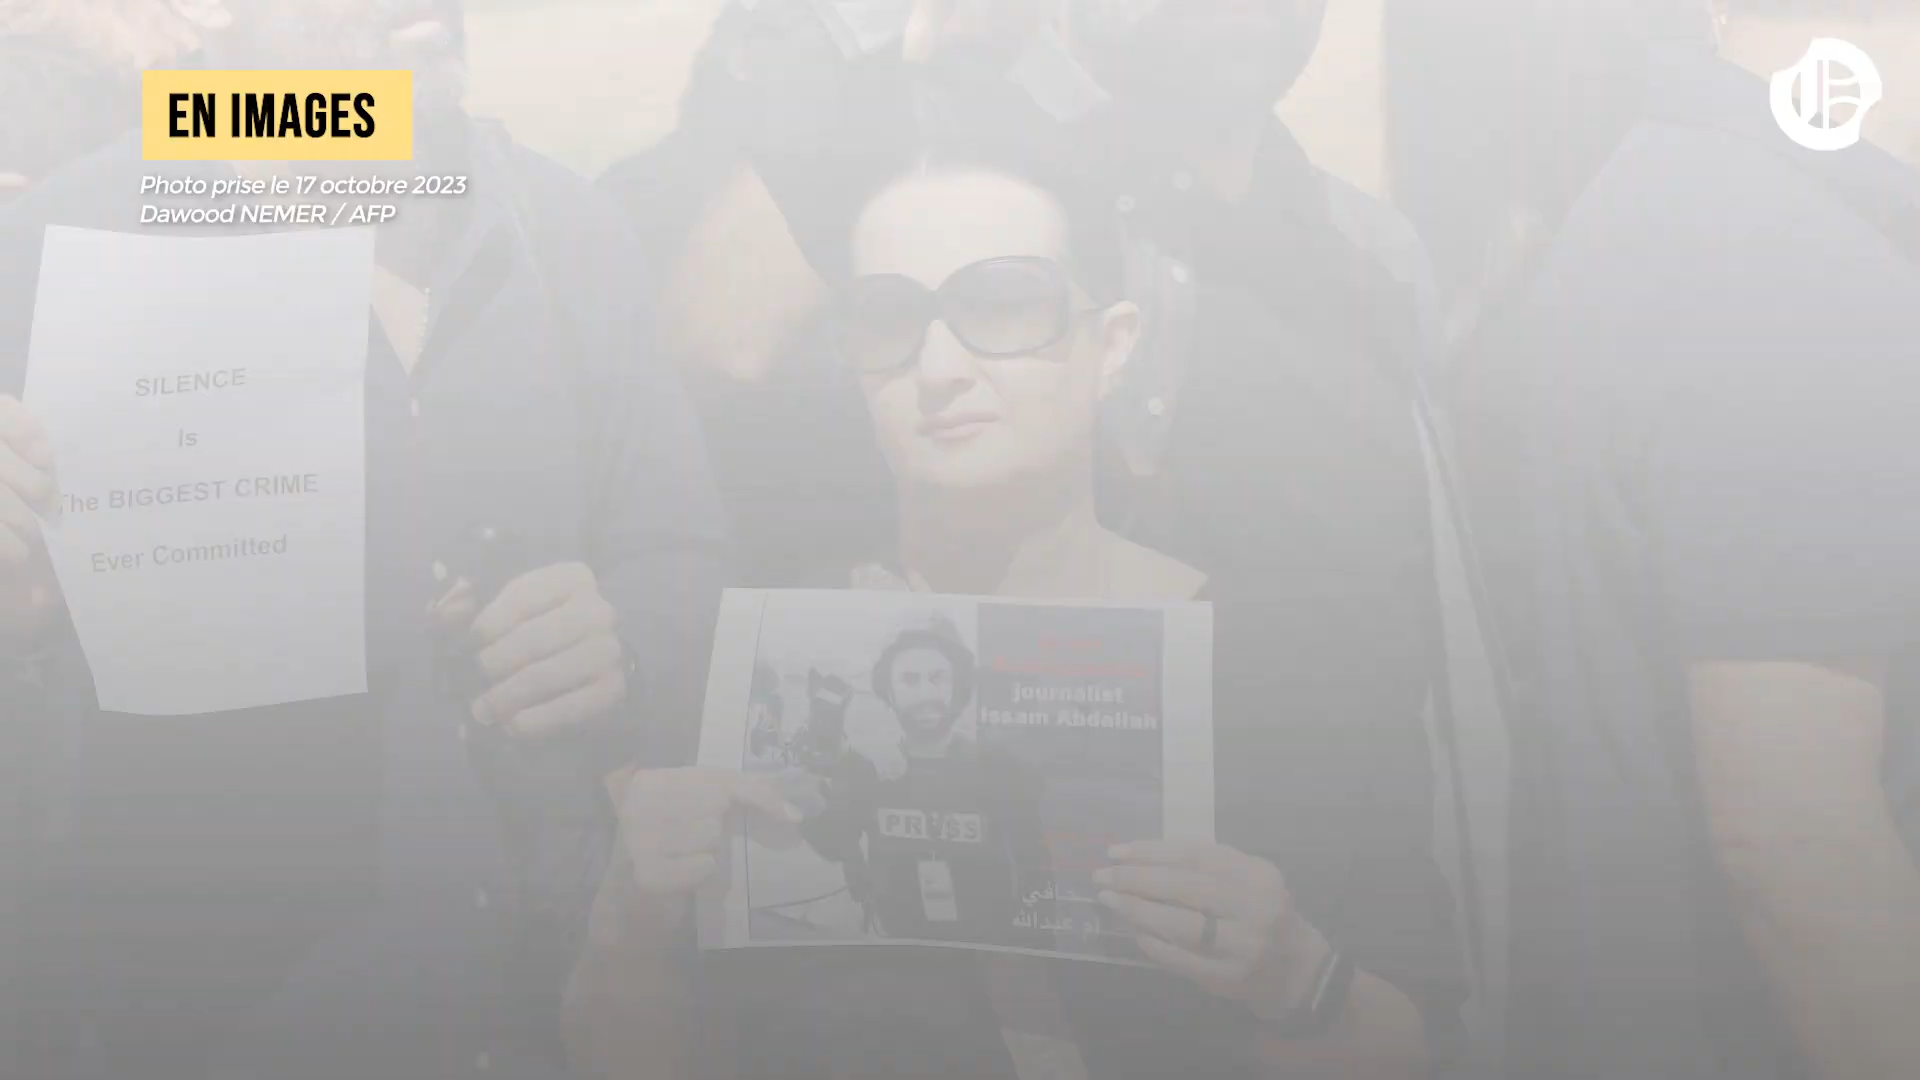 EN IMAGES
Photo prise le 17 octobre 2023
Dawood NEMER / AFP
SILENCE
Is
The BIGGEST CRIME
Ever Committed
journalist
Issam Abdallah
PRESS
عبدالله